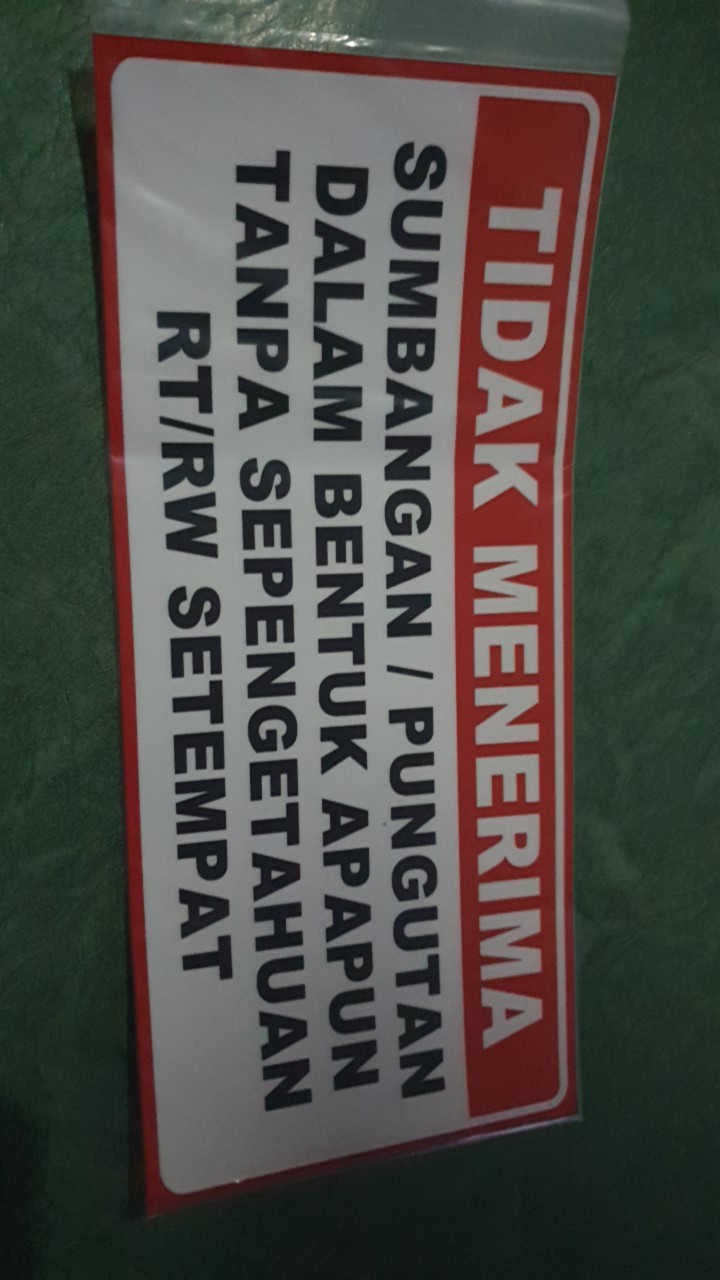 TIDAK MENERIMA
SUMBANGAN / PUNGUTAN
DALAM BENTUK APAPUN
TANPA SEPENGETAHUAN
RT/RW SETEMPAT